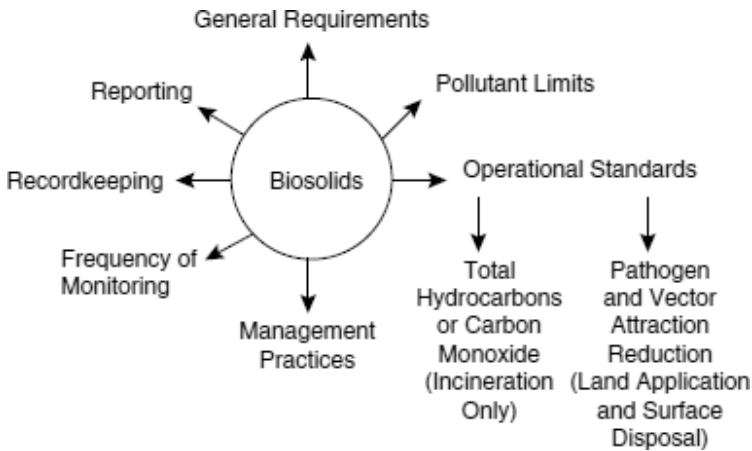 General Requirements
Reporting
Pollutant Limits
Recordkeeping
Biosolids
Operational Standards
Frequency of
Monitoring
Management
Practices
Total
Hydrocarbons
or Carbon
Monoxide
(Incineration
Only)
Pathogen
and Vector
Attraction
Reduction
(Land Application
and Surface
Disposal)